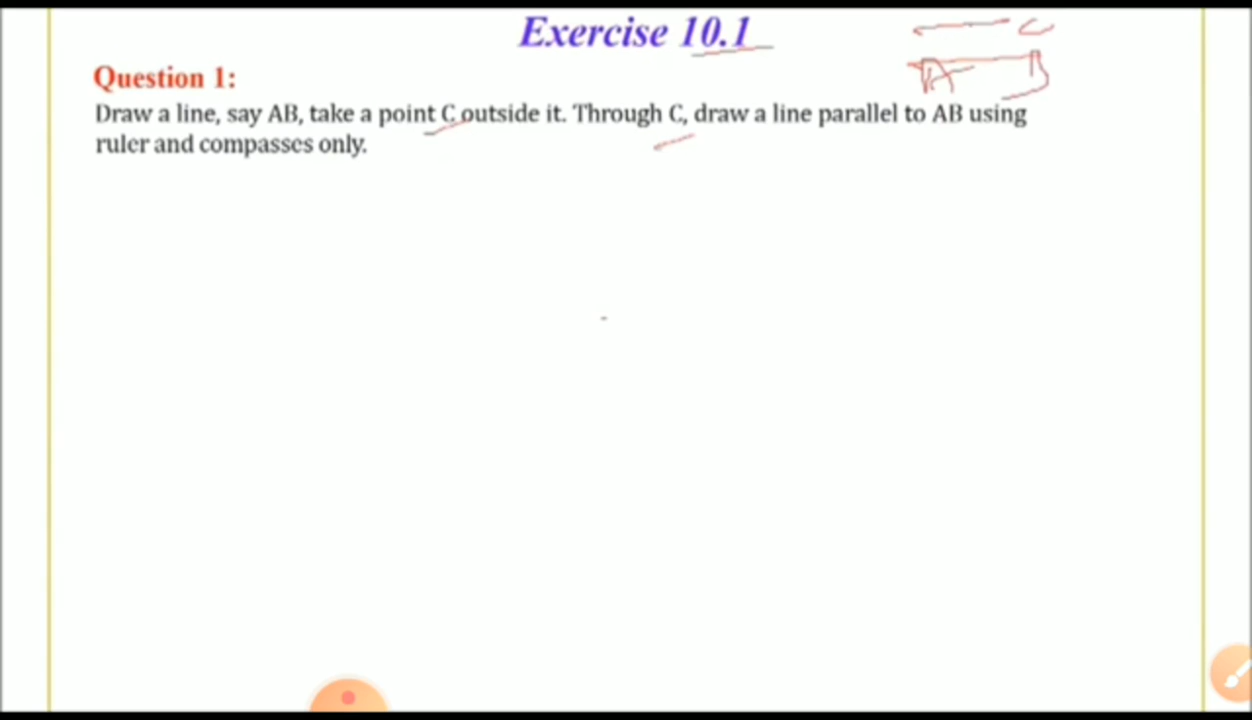 Exercise 10.1
C
A B
Question 1:
Draw a line, say AB, take a point C outside it. Through C, draw a line parallel to AB using
ruler and compasses only.